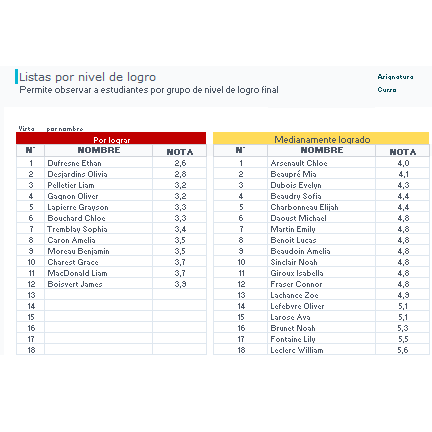 Listas por nivel de logro
Asignatura
Permite observar a estudiantes por grupo de nivel de logro final
Curso
Vista por nombre
Por lograr
N° NOMBRE NOTA
1 Dufresne Ethan 2,6
2 Desjardins Olivia 2,8
3 Pelletier Liam 3,2
4 Gagnon Oliver 3,2
5 Lapierre Grayson 3,3
6 Bouchard Chloe 3,3
7 Tremblay Sophia 3,4
8 Caron Amelia 3,5
9 Moreau Benjamin 3,5
10 Charest Grace 3,7
11 MacDonald Liam 3,7
12 Boisvert James 3,9
13
14
15
16
17
18
Medianamente logrado
N° NOMBRE NOTA
1 Arsenault Chloe 4,0
2 Beaupré Mia 4,1
3 Dubois Evelyn 4,3
4 Beaudry Sofia 4,4
5 Charbonneau Elijah 4,4
6 Daoust Michael 4,8
7 Martin Emily 4,8
8 Benoit Lucas 4,8
9 Beaudoin Amelia 4,8
10 Sinclair Noah 4,8
11 Giroux Isabella 4,8
12 Fraser Connor 4,8
13 Lachance Zoe 4,9
14 Lefebvre Oliver 5,1
15 Larose Ava 5,1
16 Brunet Noah 5,3
17 Fontaine Lily 5,5
18 Leclerc William 5,6